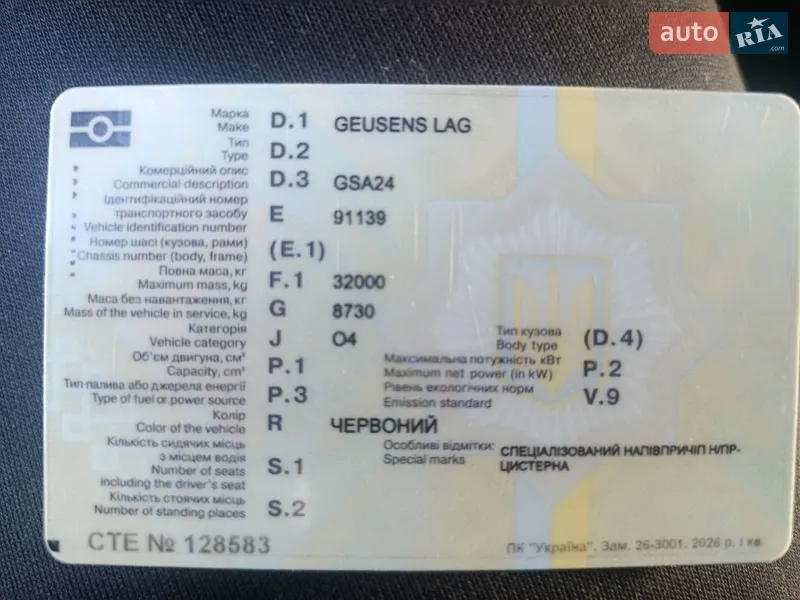 auto RIA .com
Марка
Make D.1 GEUSENS LAG
Тип
Type D.2
Комерційний опис
Commercial description D.3 GSA24
Ідентифікаційний номер
транспортного засобу
Vehicle identification number E 91139
Номер шасі (кузова, рами)
Chassis number (body, frame) (E.1)
Повна маса, кг
Maximum mass, kg F.1 32000
Маса без навантаження, кг
Mass of the vehicle in service, kg G 8730
Категорія
Vehicle category J O4
Тип кузова
Body type (D.4)
Об'єм двигуна, см³
Capacity, cm³ P.1
Максимальна потужність кВт
Maximum net power (in kW) P.2
Тип палива або джерела енергії
Type of fuel or power source P.3
Рівень екологічних норм
Emission standard V.9
Колір
Color of the vehicle R ЧЕРВОНИЙ
Кількість сидячих місць
з місцем водія
Number of seats
including the driver's seat S.1
Особливі відмітки:
Special marks
СПЕЦІАЛІЗОВАНИЙ НАПІВПРИЧІП Н/ПР-
ЦИСТЕРНА
Кількість стоячих місць
Number of standing places S.2
СТЕ № 128583
ПК "Україна". Зам. 26-3001. 2026 р. І кв.